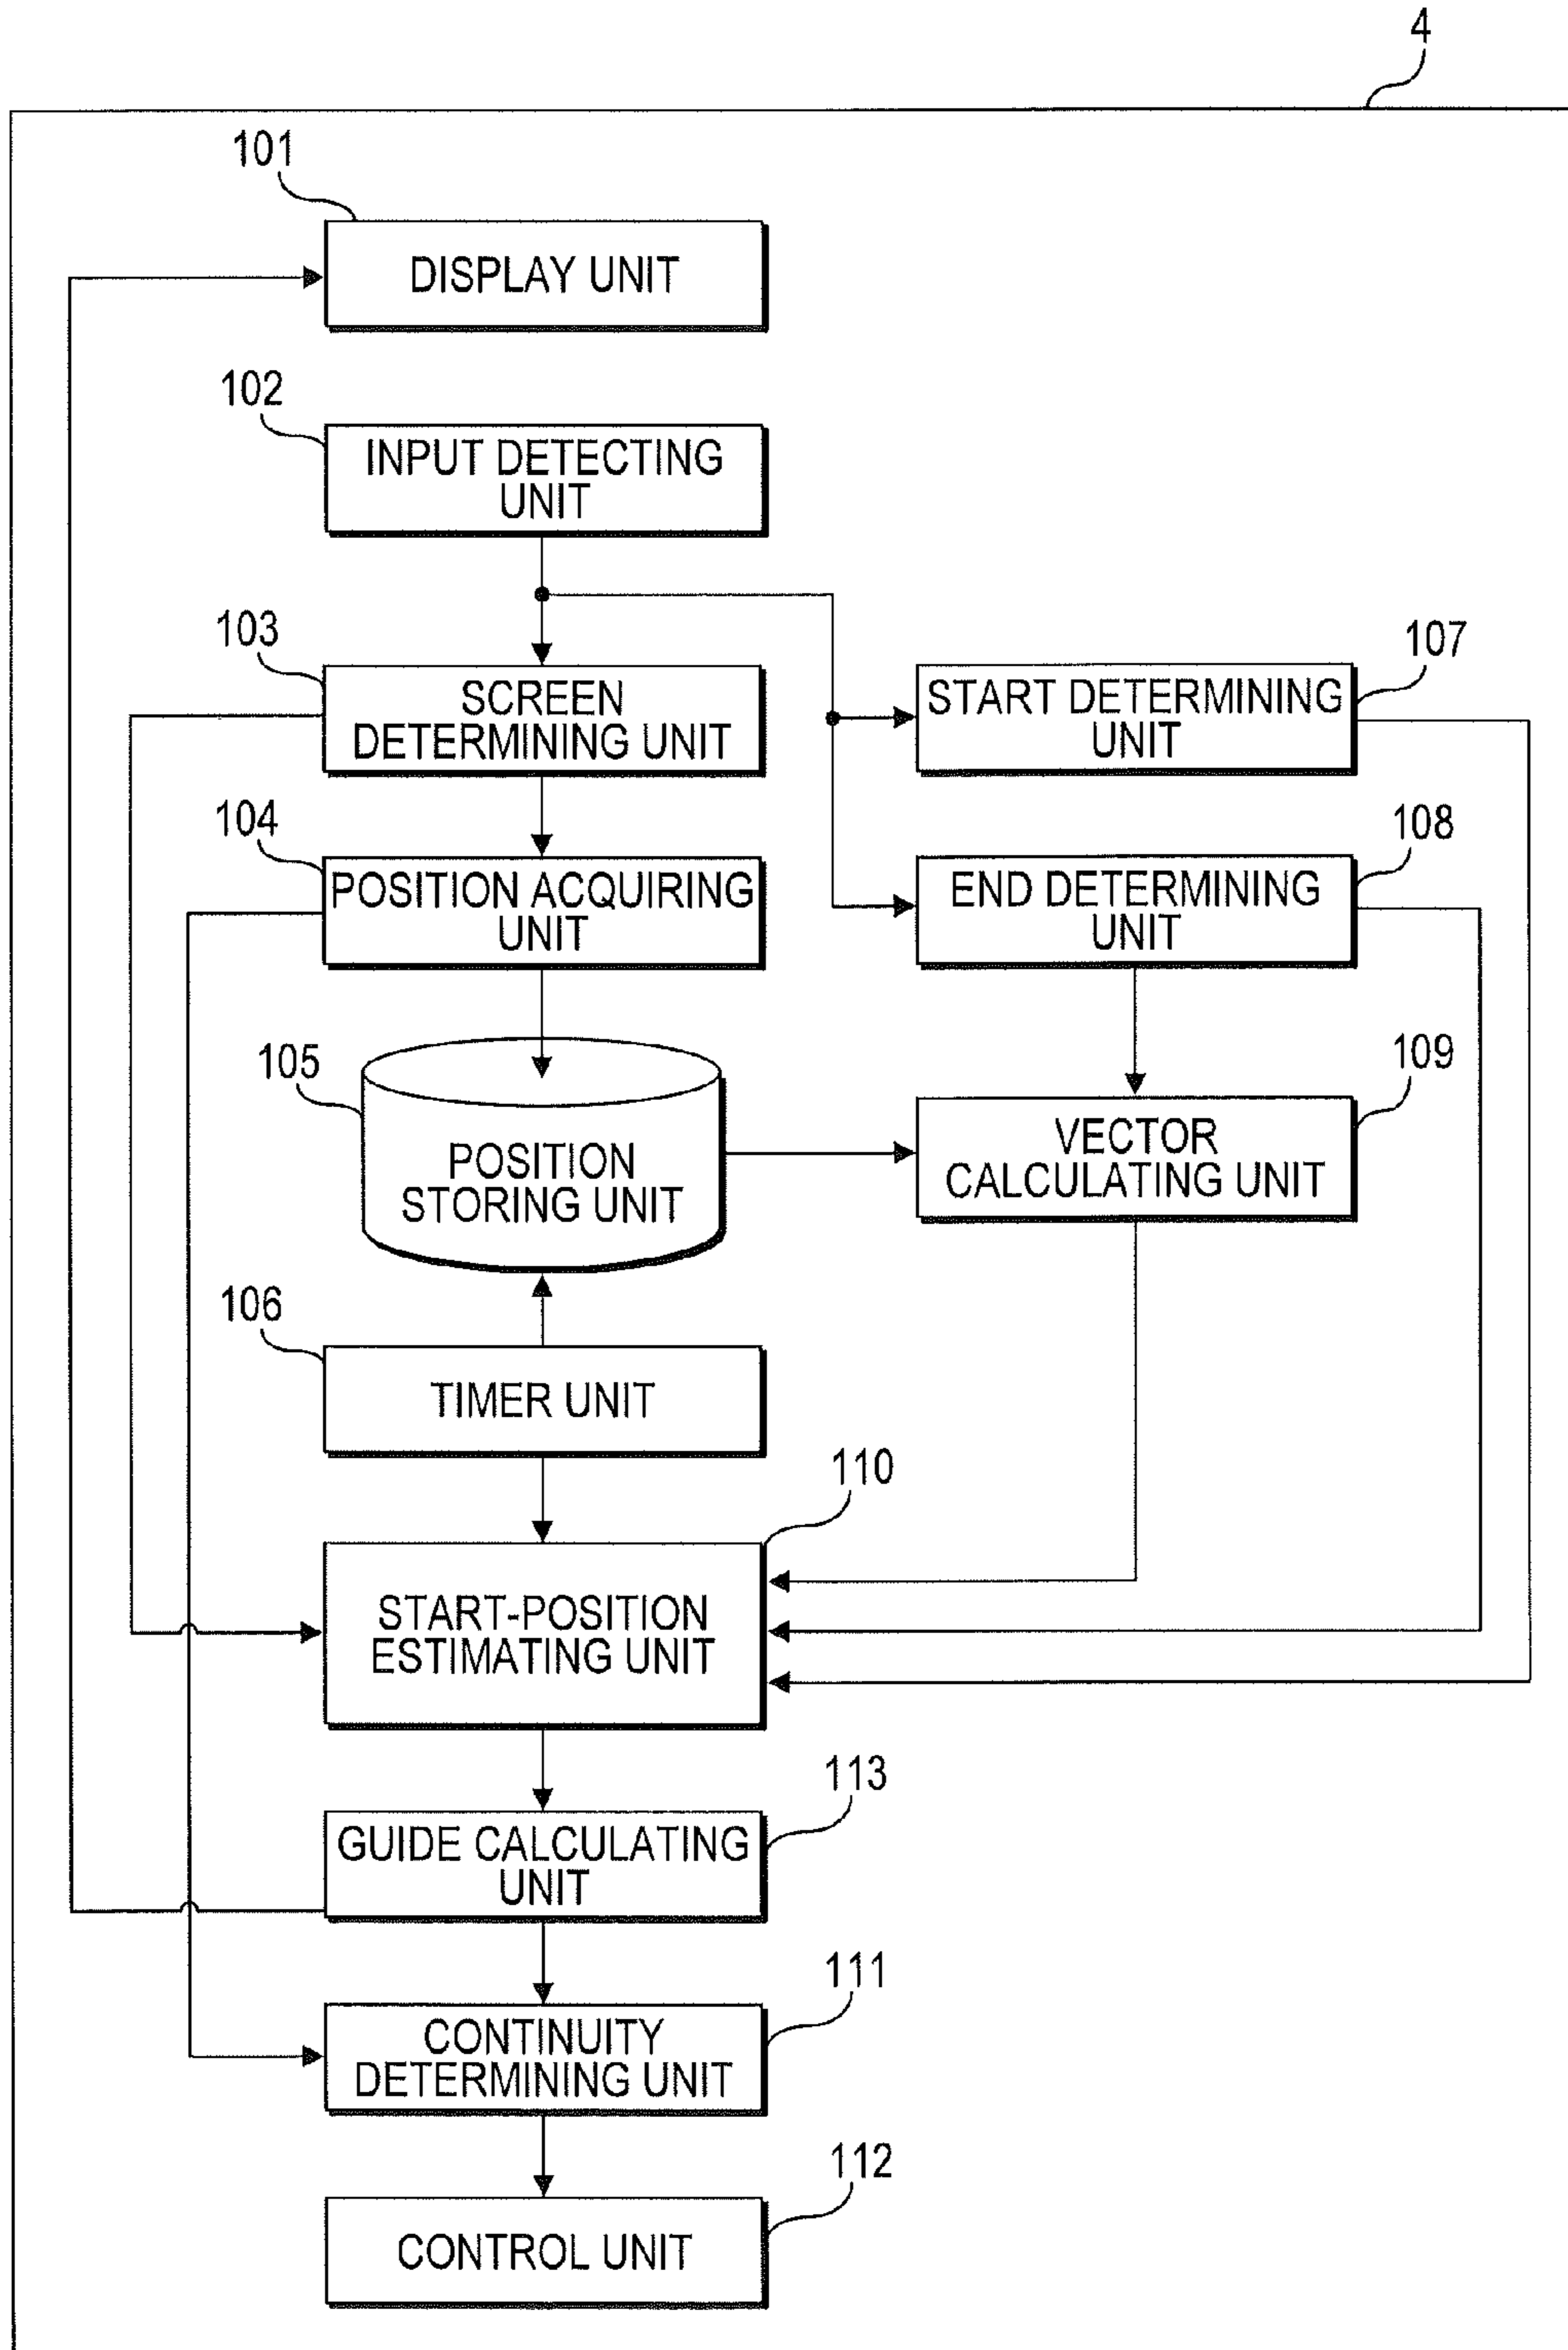 4
101
DISPLAY UNIT
102
INPUT DETECTING
UNIT
103
SCREEN
DETERMINING UNIT
107
START DETERMINING
UNIT
104
POSITION ACQUIRING
UNIT
108
END DETERMINING
UNIT
105
POSITION
STORING UNIT
109
VECTOR
CALCULATING UNIT
106
TIMER UNIT
110
START-POSITION
ESTIMATING UNIT
113
GUIDE CALCULATING
UNIT
111
CONTINUITY
DETERMINING UNIT
112
CONTROL UNIT